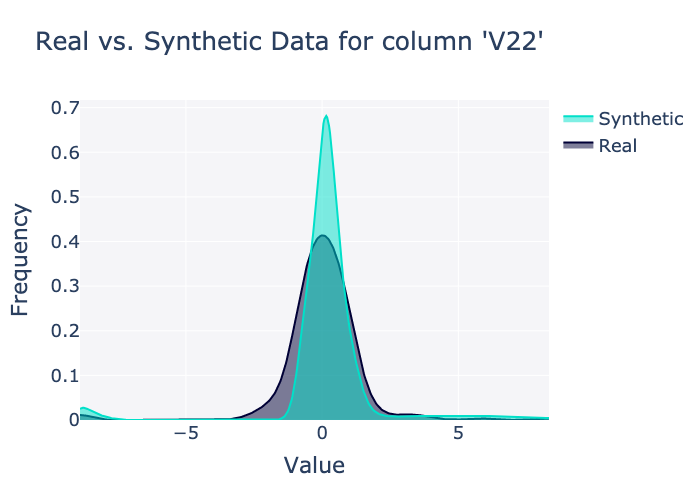 Real vs. Synthetic Data for column 'V22'
Synthetic
Real
Frequency
0.7
0.6
0.5
0.4
0.3
0.2
0.1
0
−5
0
5
Value